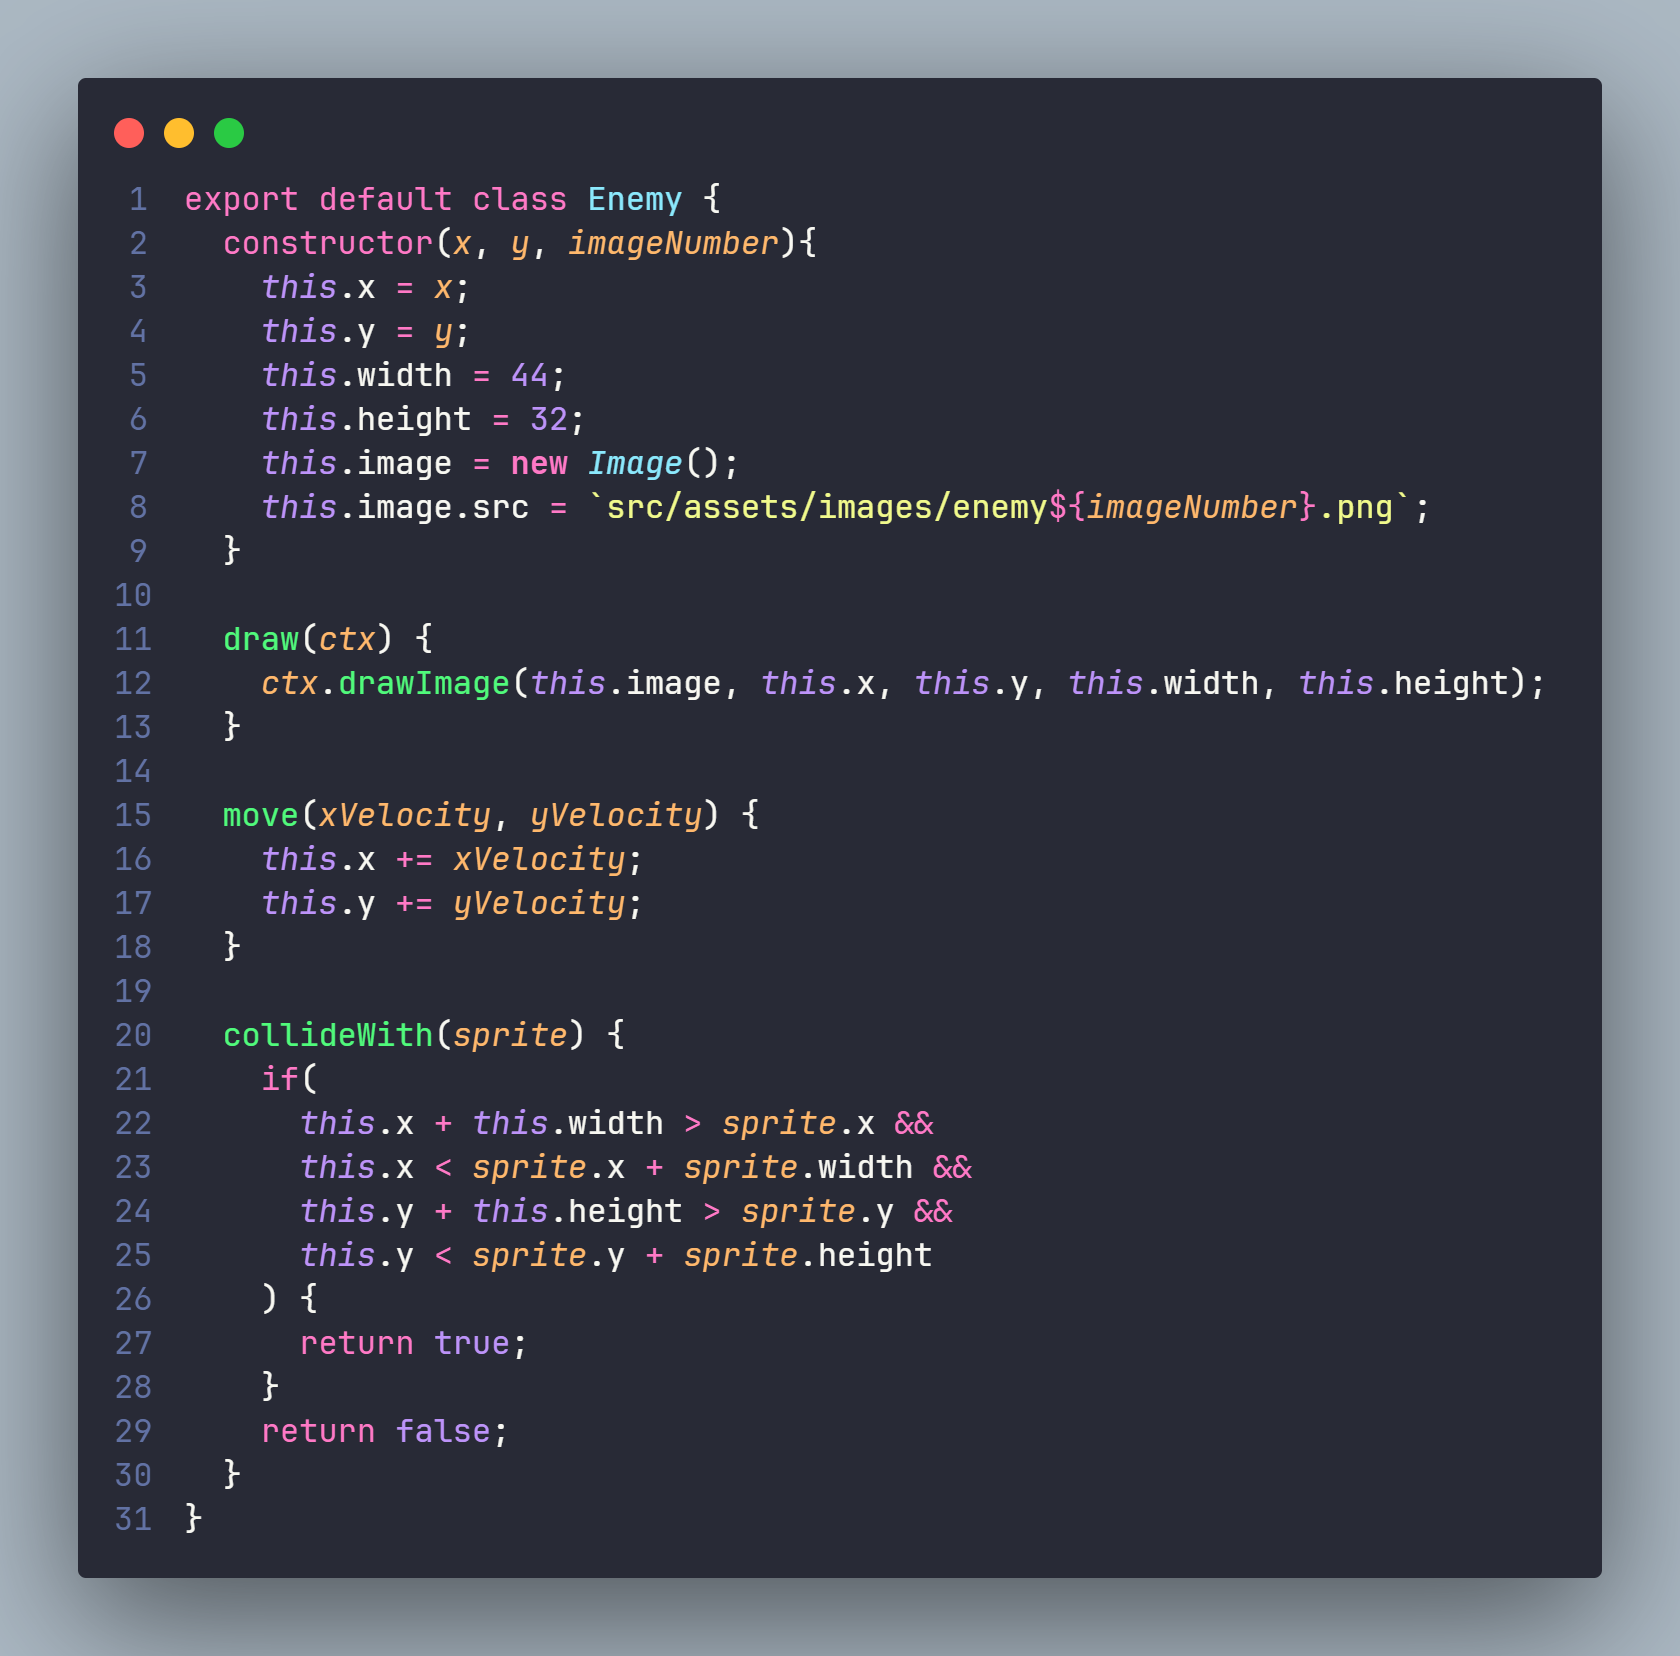 1 export default class Enemy {
2   constructor(x, y, imageNumber){
3     this.x = x;
4     this.y = y;
5     this.width = 44;
6     this.height = 32;
7     this.image = new Image();
8     this.image.src = `src/assets/images/enemy${imageNumber}.png`;
9   }
10
11   draw(ctx) {
12     ctx.drawImage(this.image, this.x, this.y, this.width, this.height);
13   }
14
15   move(xVelocity, yVelocity) {
16     this.x += xVelocity;
17     this.y += yVelocity;
18   }
19
20   collideWith(sprite) {
21     if(
22       this.x + this.width > sprite.x &&
23       this.x < sprite.x + sprite.width &&
24       this.y + this.height > sprite.y &&
25       this.y < sprite.y + sprite.height
26     ) {
27       return true;
28     }
29     return false;
30   }
31 }